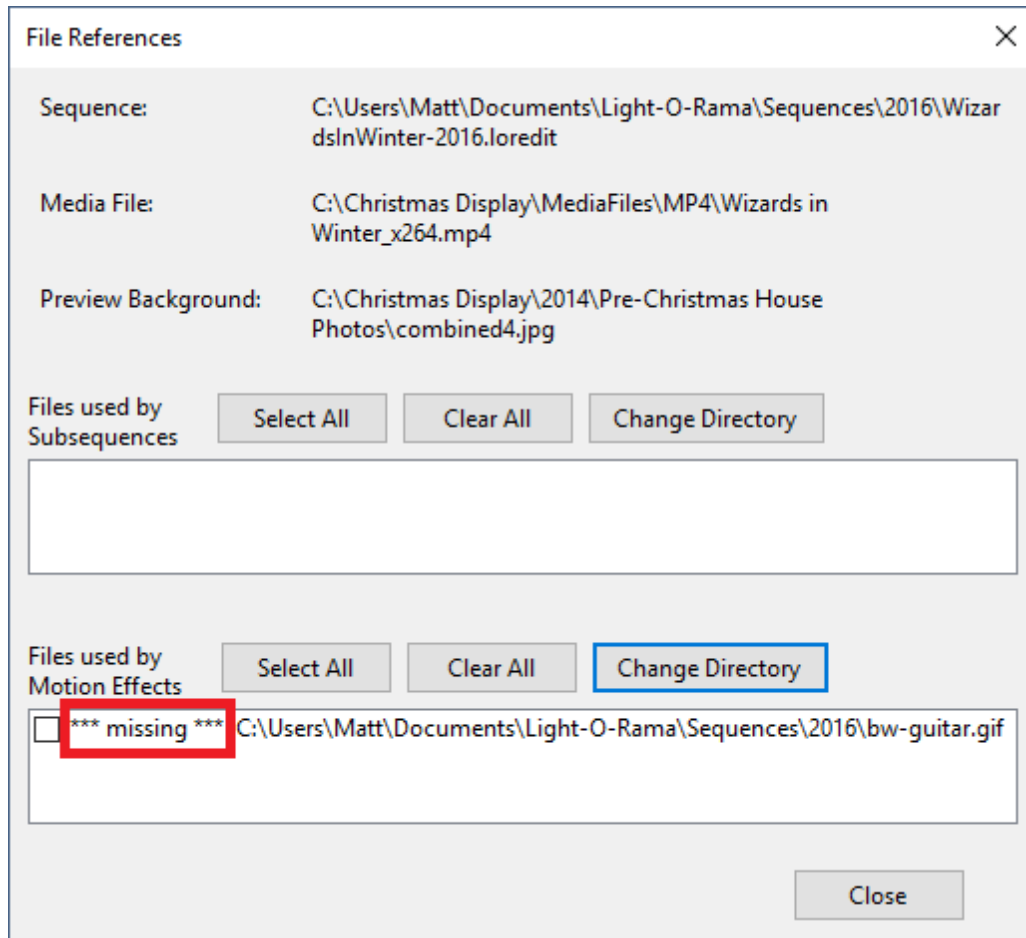 File References
Sequence: C:\Users\Matt\Documents\Light-O-Rama\Sequences\2016\Wizar
dsInWinter-2016.loredit
Media File: C:\Christmas Display\MediaFiles\MP4\Wizards in
Winter_x264.mp4
Preview Background: C:\Christmas Display\2014\Pre-Christmas House
Photos\combined4.jpg
Files used by
Subsequences
Select All Clear All Change Directory
Files used by
Motion Effects
Select All Clear All Change Directory
*** missing *** C:\Users\Matt\Documents\Light-O-Rama\Sequences\2016\bw-guitar.gif
Close